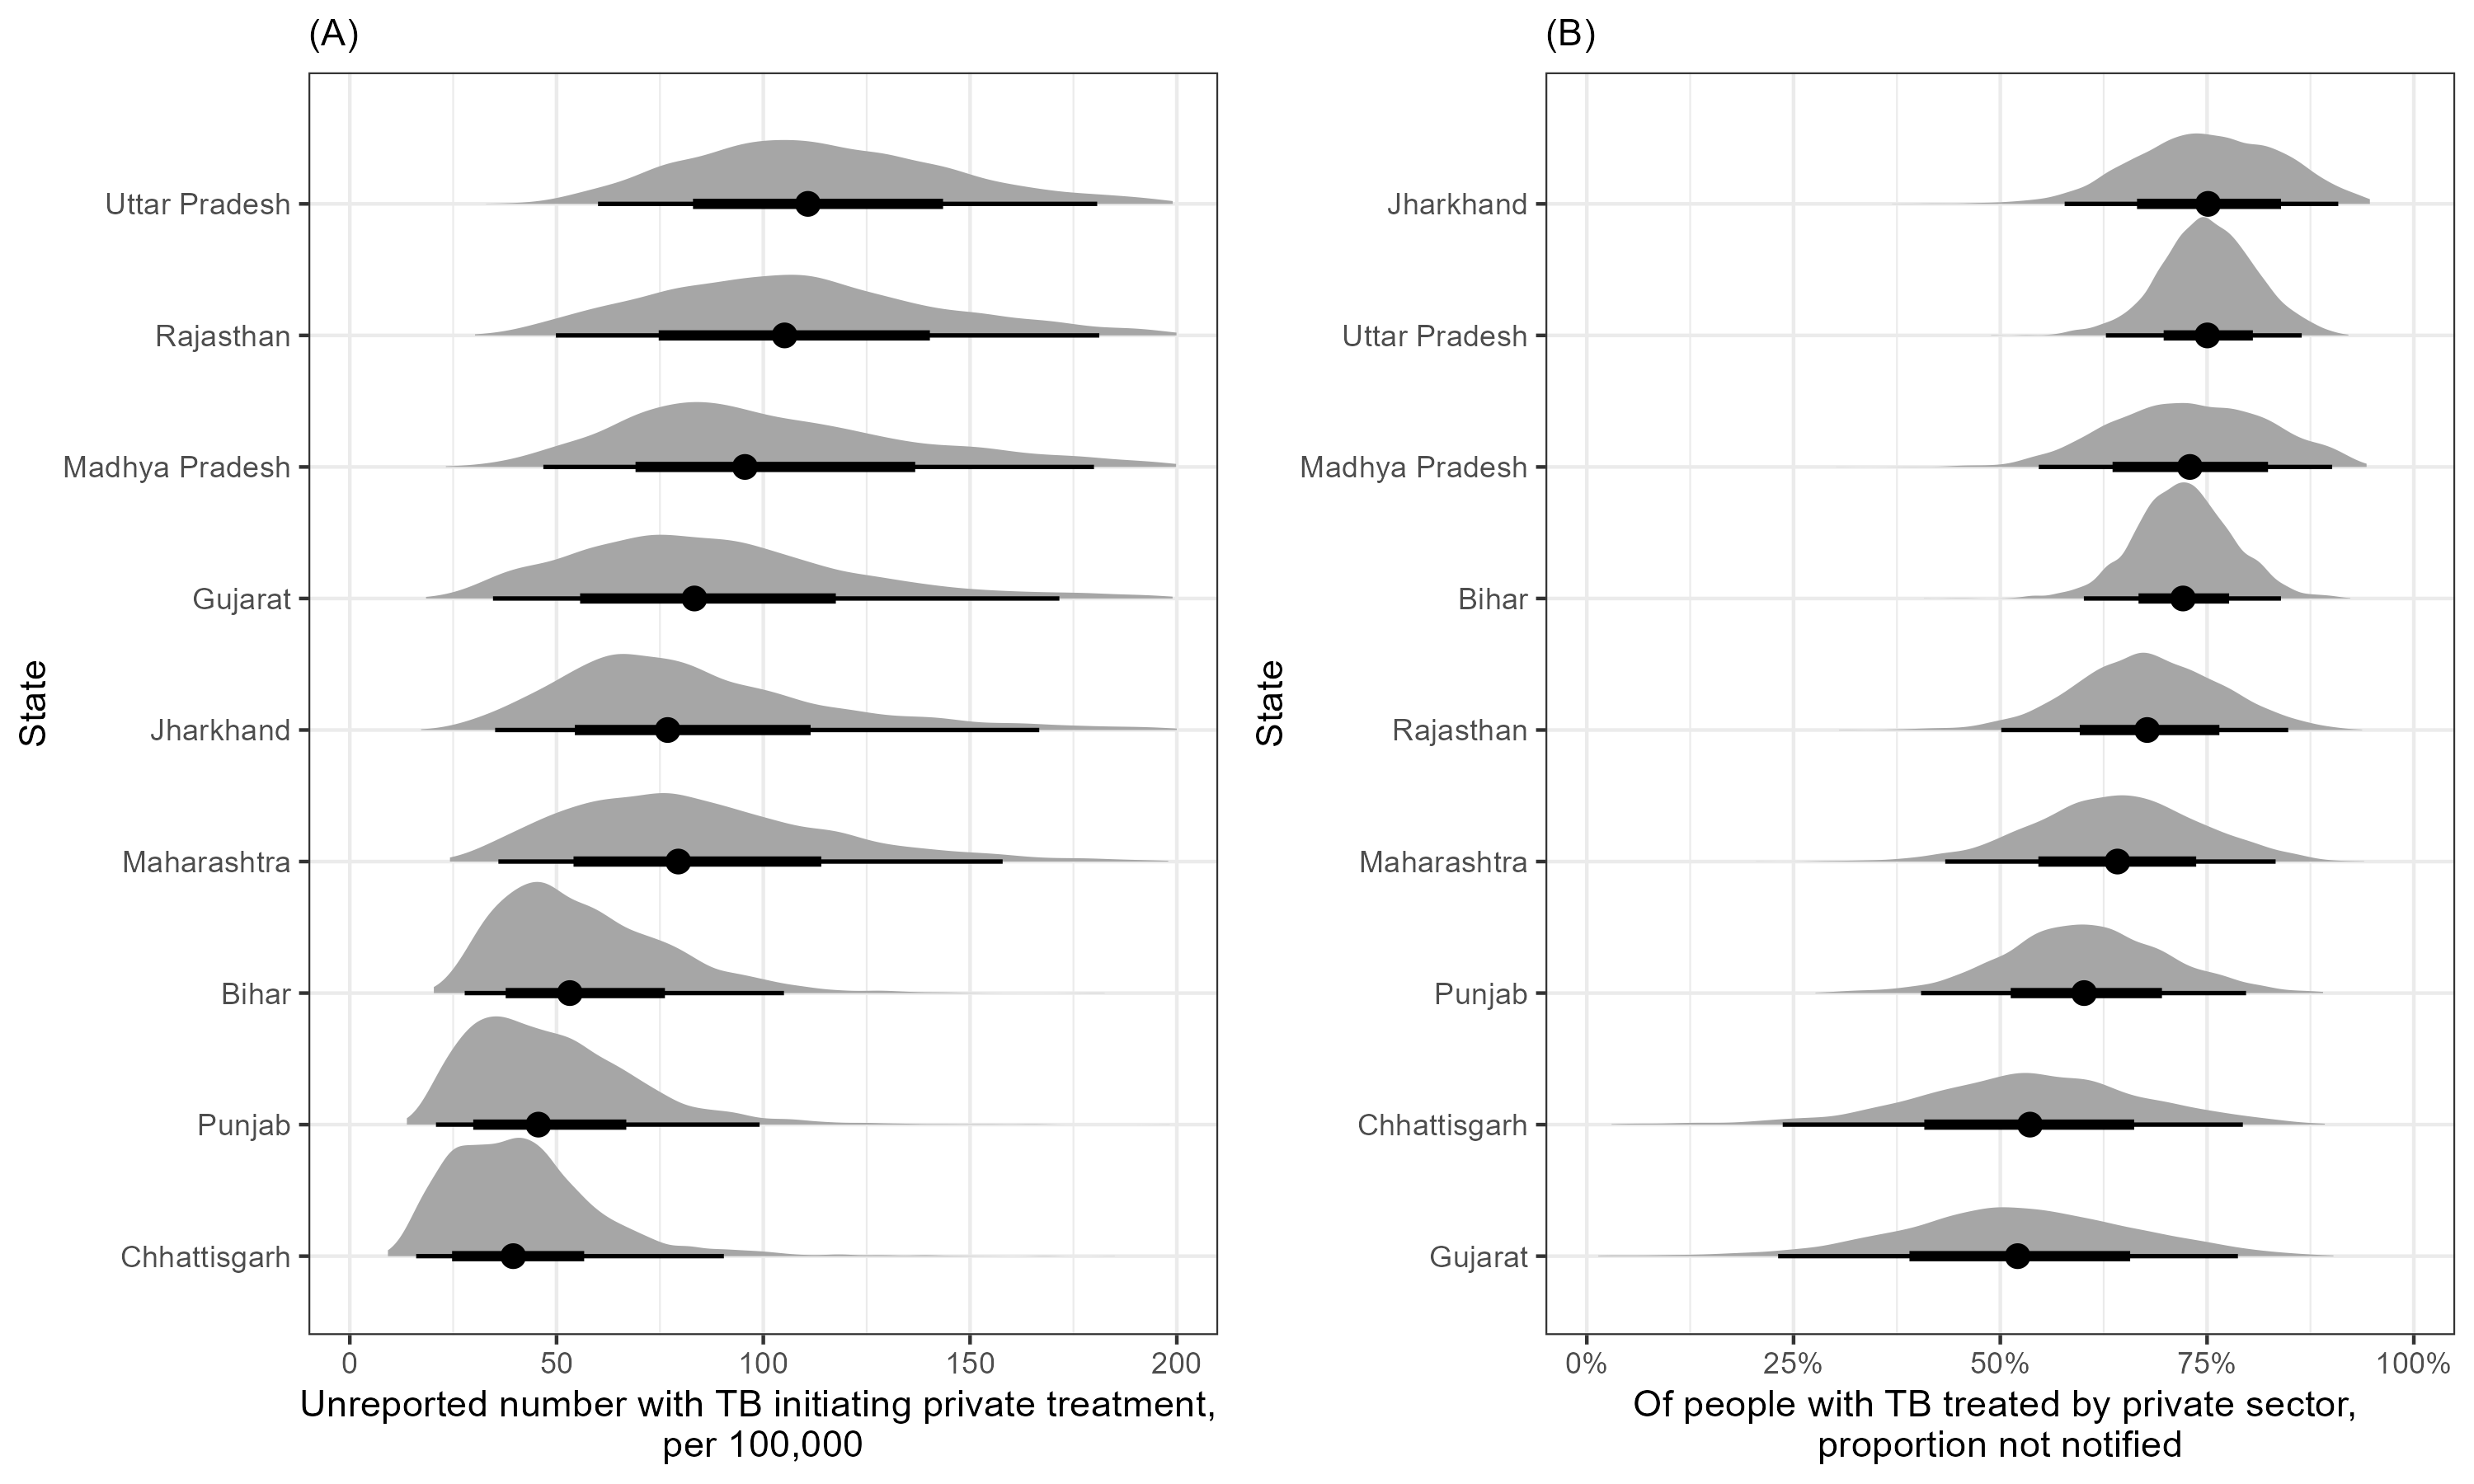 (A)
Uttar Pradesh
Rajasthan
Madhya Pradesh
Gujarat
Jharkhand
Maharashtra
Bihar
Punjab
Chhattisgarh
State
0 50 100 150 200
Unreported number with TB initiating private treatment,
per 100,000
(B)
Jharkhand
Uttar Pradesh
Madhya Pradesh
Bihar
Rajasthan
Maharashtra
Punjab
Chhattisgarh
Gujarat
State
0% 25% 50% 75% 100%
Of people with TB treated by private sector,
proportion not notified